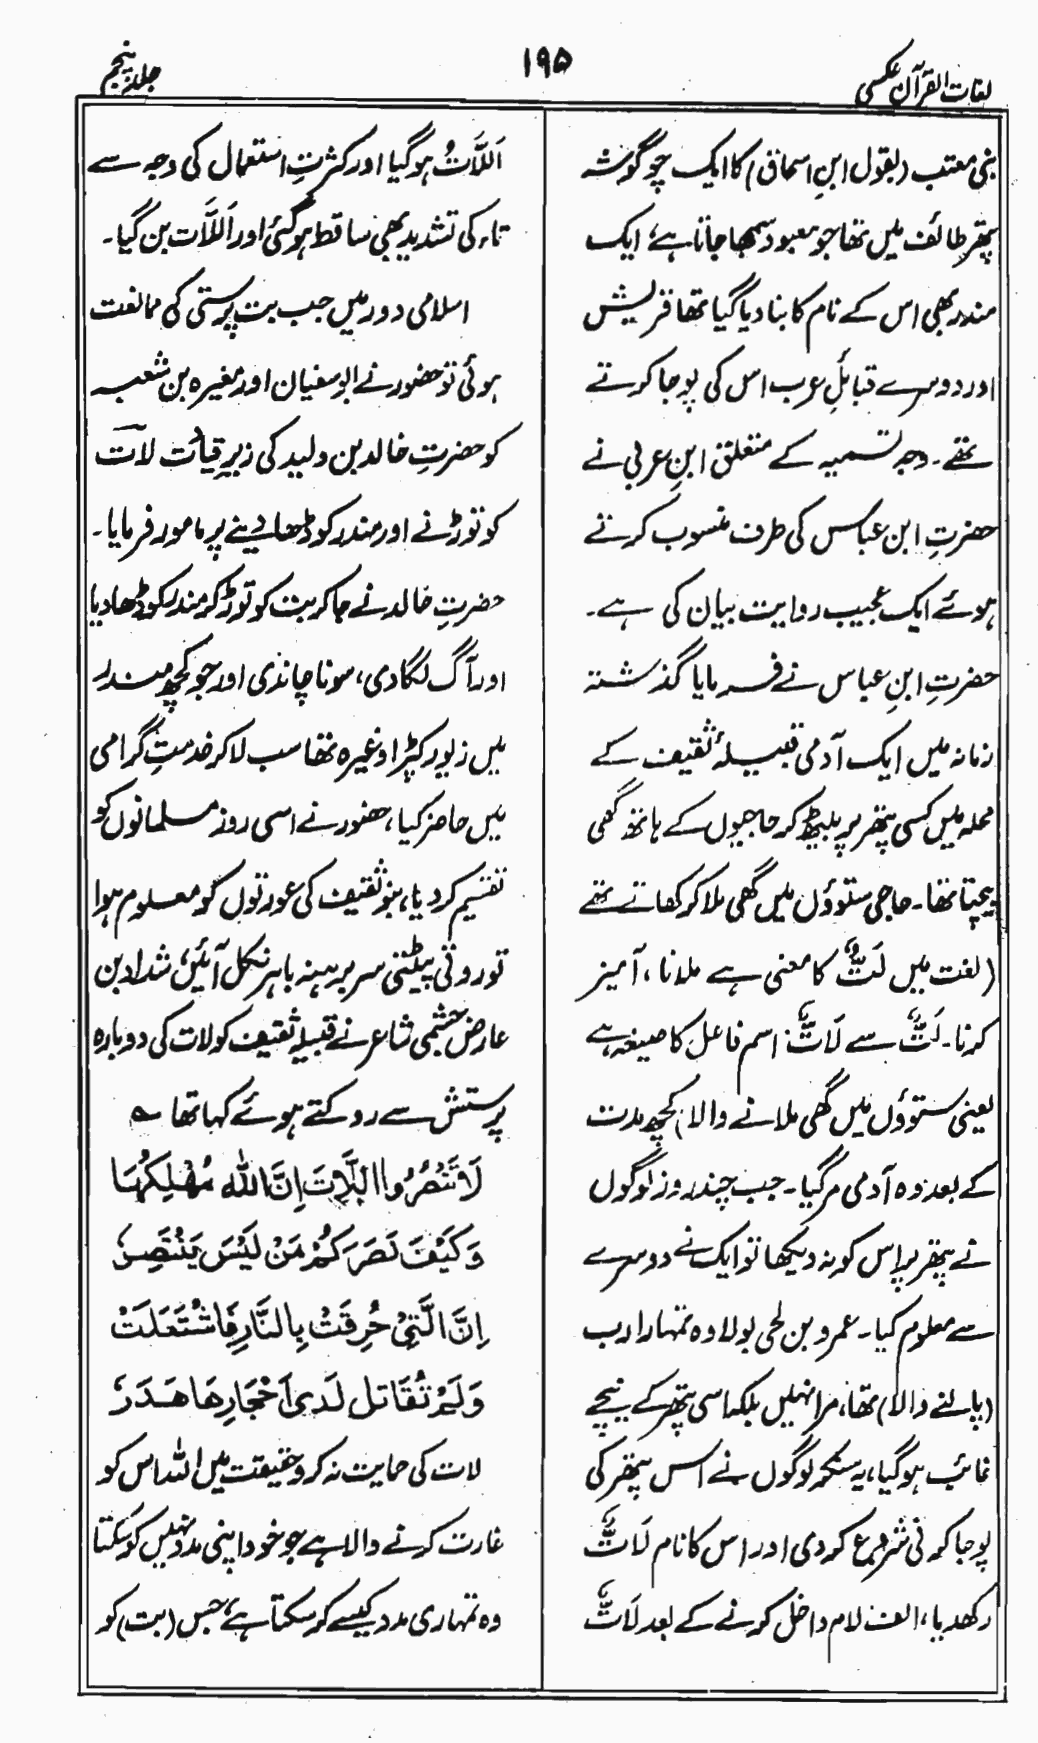 لغات القرآن عکسی
۱۹۵
جلد پنجم
بنی معتب (بقول ابنِ اسحاق) کا ایک چو گوشہ
پتھر طائف میں تھا جو معبود سمجھا جاتا ہے، ایک
مندر بھی اس کے نام کا بنا دیا گیا تھا قریش
اور دوسرے قبائلِ عرب اس کی پوجا کرتے
تھے۔ وجہ تسمیہ کے متعلق ابنِ عربی نے
حضرتِ ابن عباس کی طرف منسوب کرتے
ہوئے ایک عجیب روایت بیان کی ہے۔
حضرتِ ابنِ عباس نے فرمایا گذشتہ
زمانہ میں ایک آدمی قبیلۂ ثقیف کے
محلہ میں کسی پتھر پر بیٹھ کر حاجیوں کے ہاتھ گھی
بیچتا تھا۔ حاجی ستوؤں میں گھی ملا کر کھاتے تھے
(لغت میں لَتٌّ کا معنی ہے ملانا، آمیز
کرنا۔ لَتٌّ سے لَاتٌّ اسم فاعل کا صیغہ ہے
یعنی ستوؤں میں گھی ملانے والا) کچھ مدت
کے بعد وہ آدمی مر گیا۔ جب چند روز لوگوں
نے پتھر پر اس کو نہ دیکھا تو ایک نے دوسرے
سے معلوم کیا۔ عمرو بن لحی بولا وہ تمہارا رب
(پالنے والا) تھا، مرا نہیں بلکہ اسی پتھر کے نیچے
غائب ہو گیا، یہ سنکر لوگوں نے اس پتھر کی
پوجا کرنی شروع کر دی اور اس کا نام لَاتٌّ
رکھدیا، الف لام داخل کرنے کے بعد لَاتٌّ
اَللَّاتُّ ہو گیا اور کثرتِ استعمال کی وجہ سے
تاء کی تشدید بھی ساقط ہو گئی اور اَللَّات بن گیا۔
اسلامی دور میں جب بت پرستی کی ممانعت
ہوئی تو حضور نے ابو سفیان اور مغیرہ بن شعبہ
کو حضرتِ خالد بن ولید کی زیرِ قیادت لات
کو توڑنے اور مندر کو ڈھا دینے پر مامور فرمایا۔
حضرتِ خالد نے جا کر بت کو توڑ کر مندر کو ڈھا دیا
اور آگ لگا دی، سونا چاندی اور جو کچھ مندر
میں زیور کپڑا وغیرہ تھا سب لا کر خدمتِ گرامی
میں حاضر کیا، حضور نے اسی روز مسلمانوں کو
تقسیم کر دیا، بنو ثقیف کی عورتوں کو معلوم ہوا
تو روتی پیٹتی سر برہنہ باہر نکل آئیں، شداد بن
عارض جشمی شاعر نے قبیلہ ثقیف کو لات کی دوبارہ
پرستش سے روکتے ہوئے کہا تھا ؎
لَا تَنْصُرُوا اللَّاتَ اِنَّ اللّٰهَ مُهْلِكُهَا
وَكَيْفَ نَصَرَكُمْ مَنْ لَيْسَ يَنْتَصِرُ
اِنَّ الَّتِيْ حُرِقَتْ بِالنَّارِ فَاشْتَعَلَتْ
وَلَمْ تُقَاتِلْ لَدٰى اَحْجَارِهَا هَدَرٌ
لات کی حمایت نہ کرو حقیقت میں اللہ اس کو
غارت کرنے والا ہے جو خود اپنی مدد نہیں کر سکتا
وہ تمہاری مدد کیسے کر سکتا ہے، جس (بت) کو